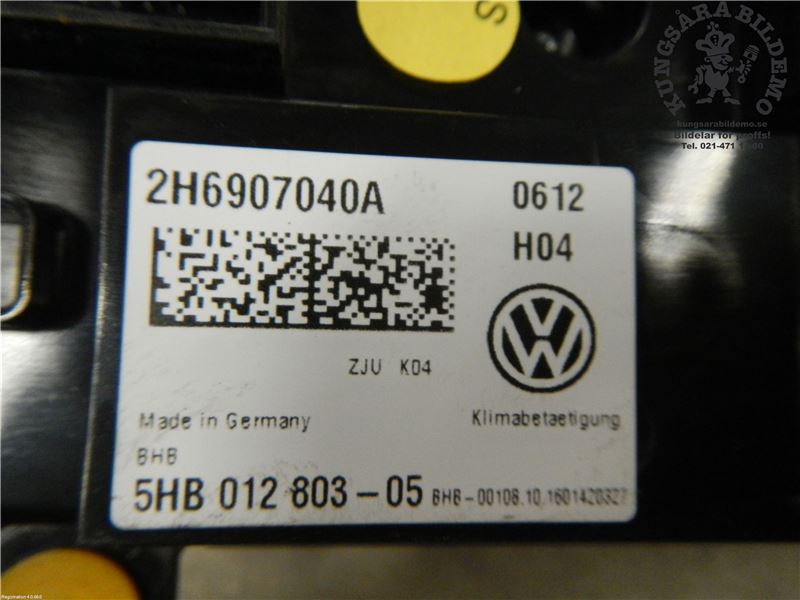 S
KUNGSÅRA BILDEMO
kungsarabildemo.se
Bildelar för proffs!
2H6907040A 0612
H04
ZJU K04
Made in Germany Klimabetaetigung
BHB
5HB 012 803-05 BHB-00108.10.1601420327